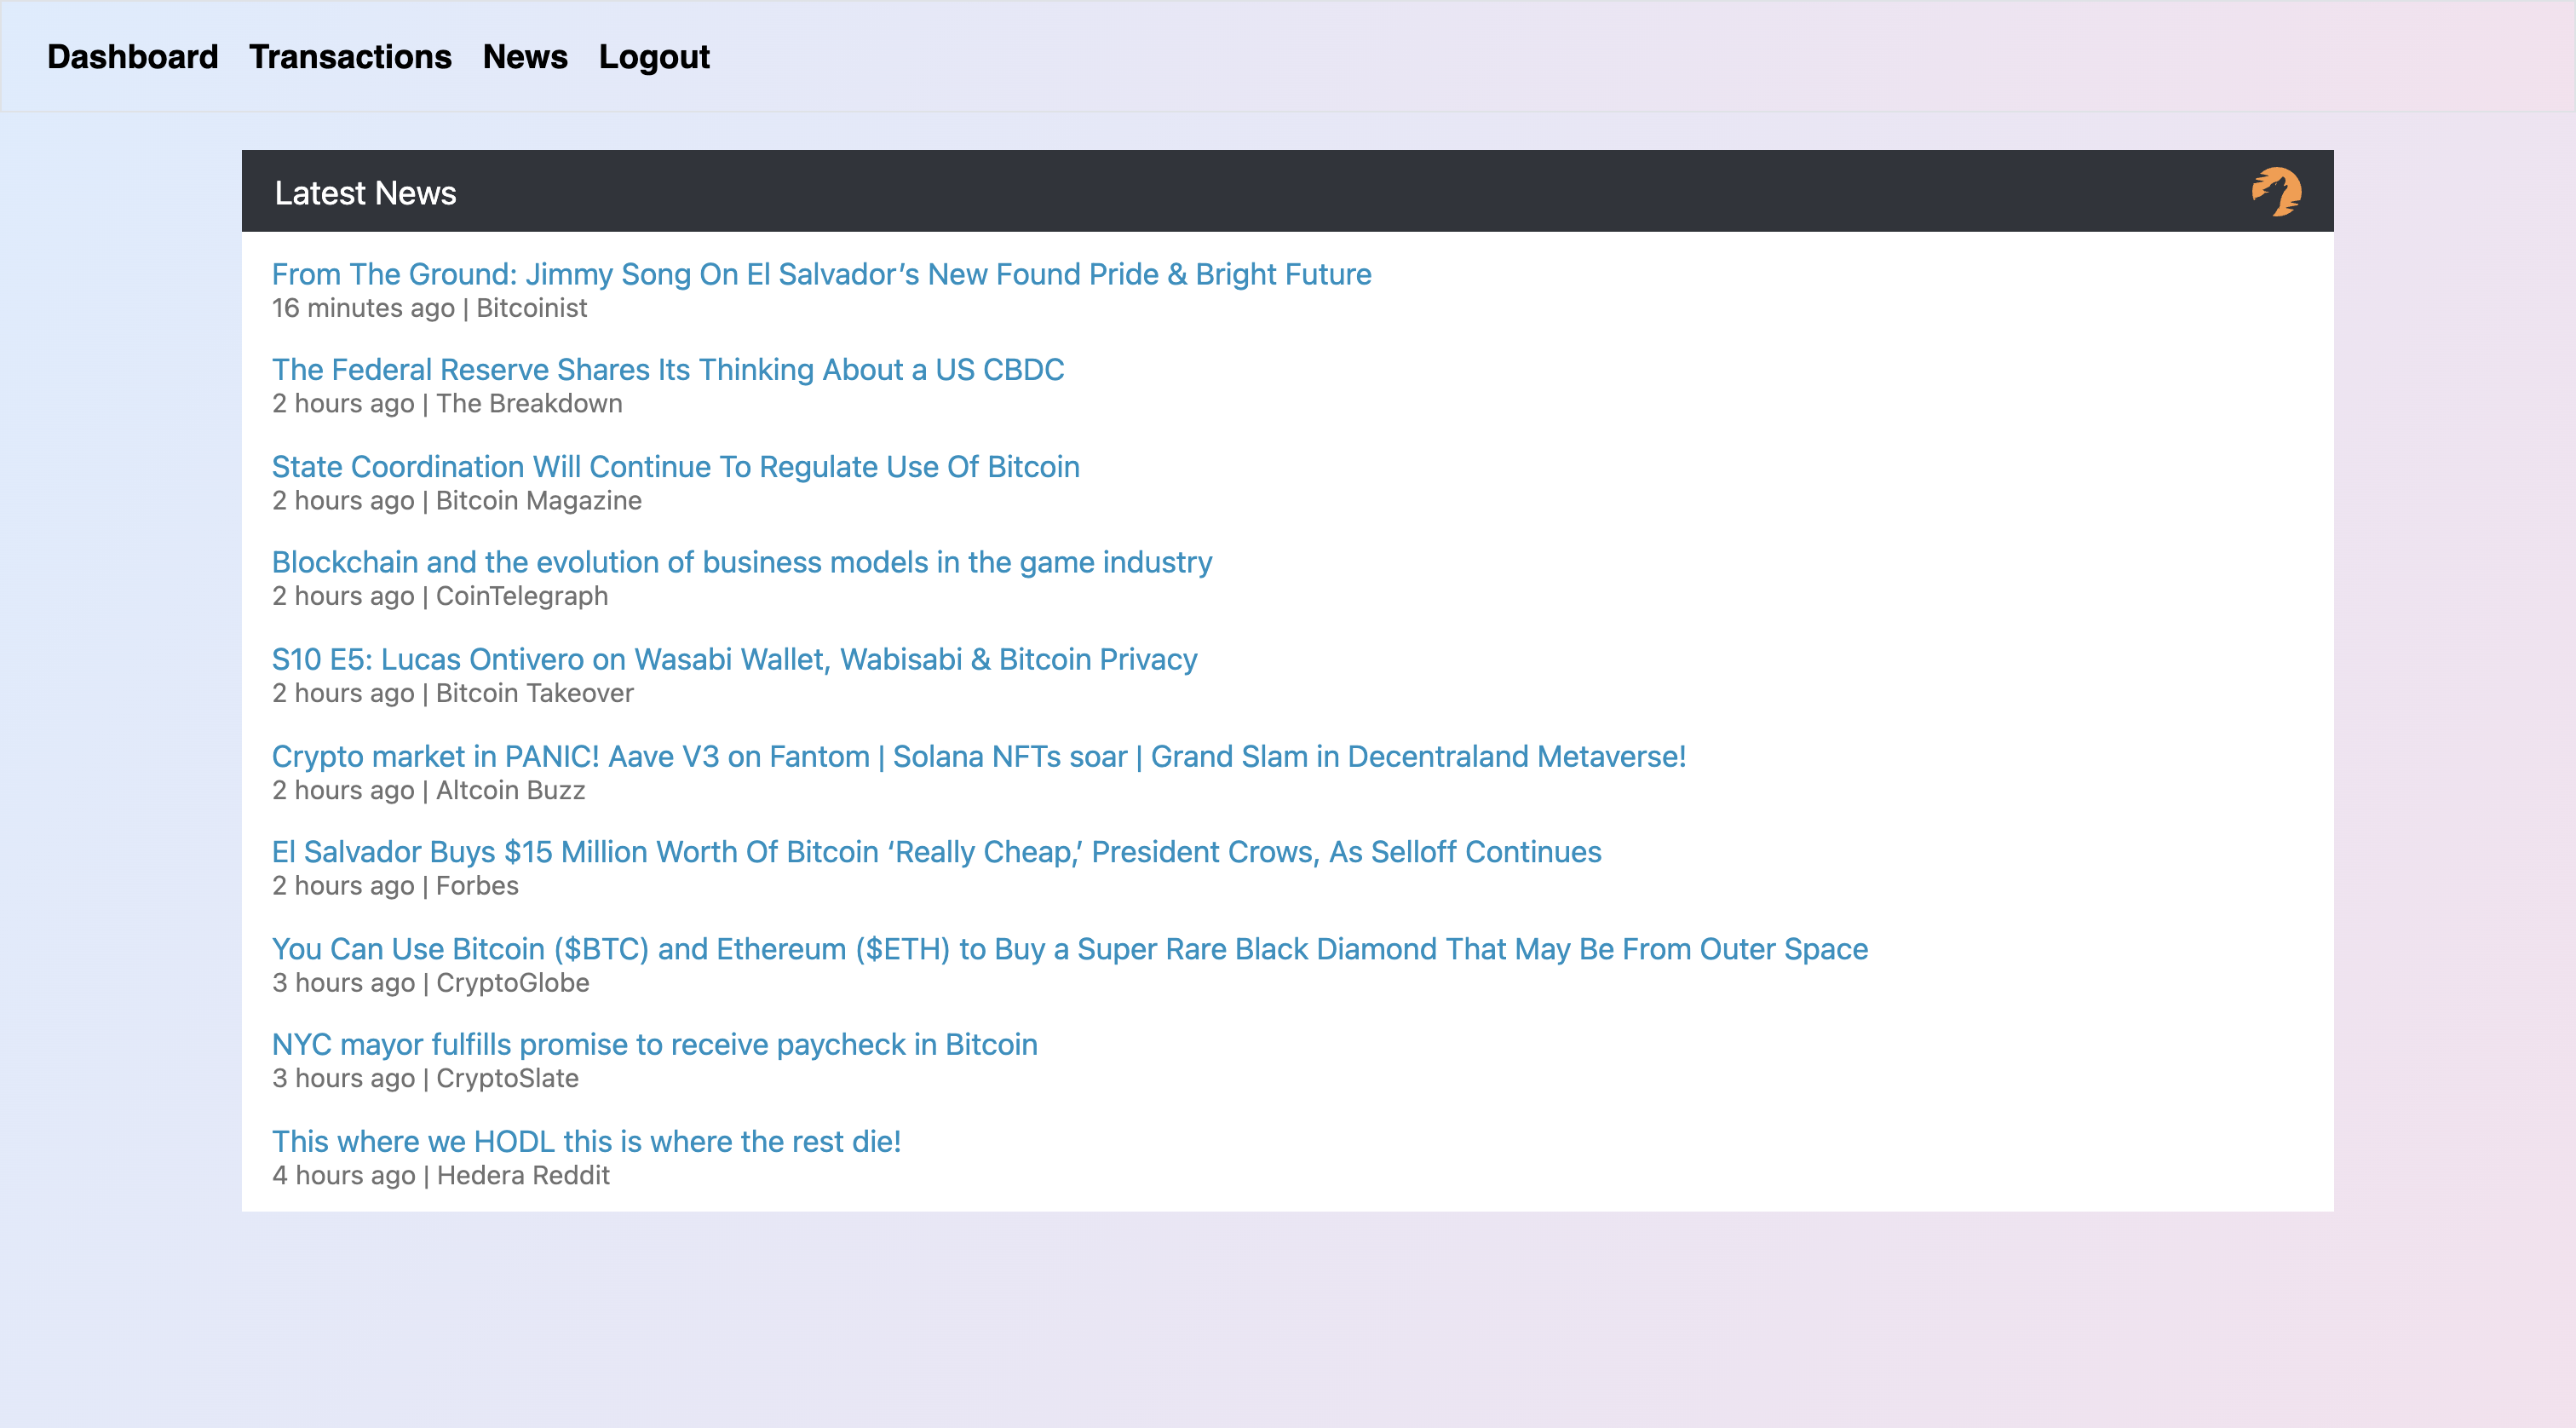 Dashboard Transactions News Logout
Latest News
From The Ground: Jimmy Song On El Salvador’s New Found Pride & Bright Future
16 minutes ago | Bitcoinist
The Federal Reserve Shares Its Thinking About a US CBDC
2 hours ago | The Breakdown
State Coordination Will Continue To Regulate Use Of Bitcoin
2 hours ago | Bitcoin Magazine
Blockchain and the evolution of business models in the game industry
2 hours ago | CoinTelegraph
S10 E5: Lucas Ontivero on Wasabi Wallet, Wabisabi & Bitcoin Privacy
2 hours ago | Bitcoin Takeover
Crypto market in PANIC! Aave V3 on Fantom | Solana NFTs soar | Grand Slam in Decentraland Metaverse!
2 hours ago | Altcoin Buzz
El Salvador Buys $15 Million Worth Of Bitcoin ‘Really Cheap,’ President Crows, As Selloff Continues
2 hours ago | Forbes
You Can Use Bitcoin ($BTC) and Ethereum ($ETH) to Buy a Super Rare Black Diamond That May Be From Outer Space
3 hours ago | CryptoGlobe
NYC mayor fulfills promise to receive paycheck in Bitcoin
3 hours ago | CryptoSlate
This where we HODL this is where the rest die!
4 hours ago | Hedera Reddit